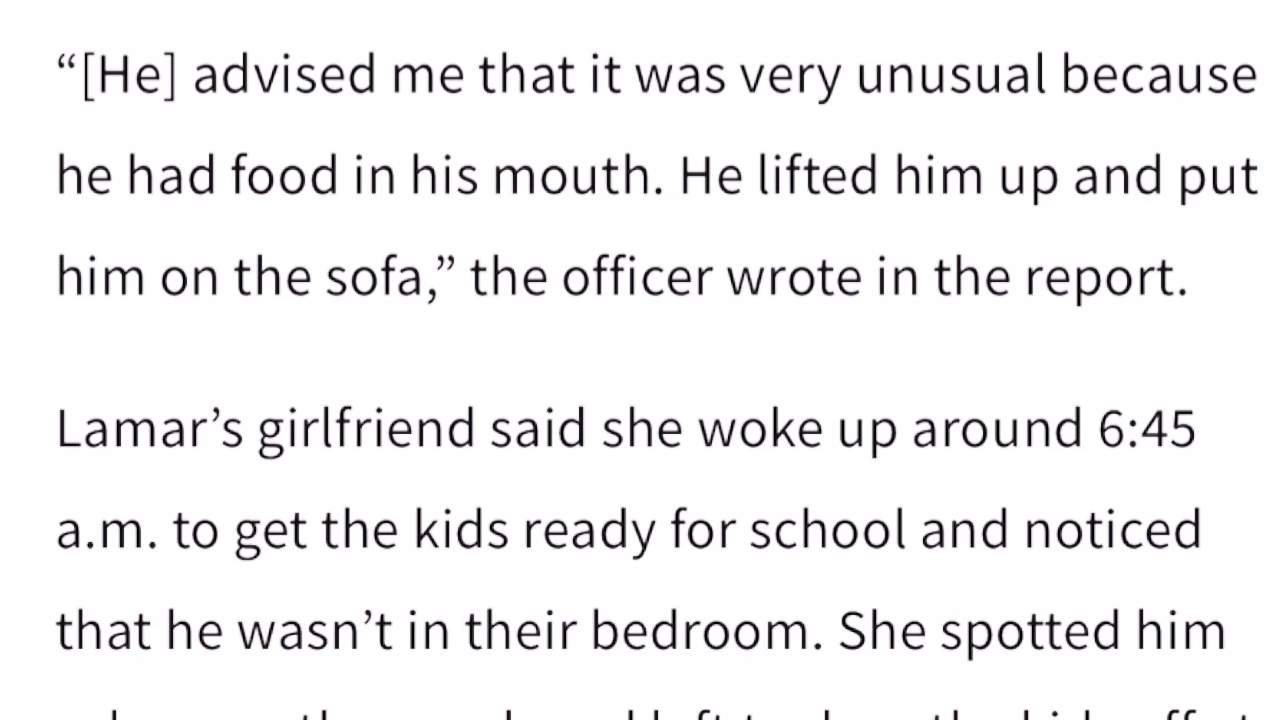 “[He] advised me that it was very unusual because
he had food in his mouth. He lifted him up and put
him on the sofa,” the officer wrote in the report.
Lamar’s girlfriend said she woke up around 6:45
a.m. to get the kids ready for school and noticed
that he wasn’t in their bedroom. She spotted him